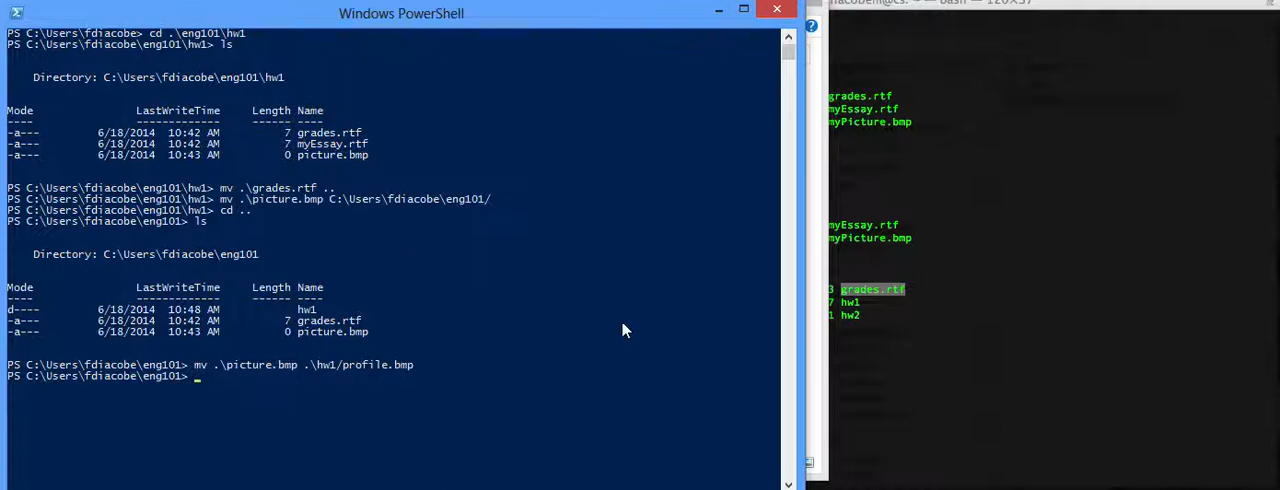 Windows PowerShell
PS C:\Users\fdiacobe> cd .\eng101\hw1
PS C:\Users\fdiacobe\eng101\hw1> ls
Directory: C:\Users\fdiacobe\eng101\hw1
Mode LastWriteTime Length Name
---- ------------- ------ ----
-a--- 6/18/2014 10:42 AM 7 grades.rtf
-a--- 6/18/2014 10:42 AM 7 myEssay.rtf
-a--- 6/18/2014 10:43 AM 0 picture.bmp
PS C:\Users\fdiacobe\eng101\hw1> mv .\grades.rtf ..
PS C:\Users\fdiacobe\eng101\hw1> mv .\picture.bmp C:\Users\fdiacobe\eng101/
PS C:\Users\fdiacobe\eng101\hw1> cd ..
PS C:\Users\fdiacobe\eng101> ls
Directory: C:\Users\fdiacobe\eng101
Mode LastWriteTime Length Name
---- ------------- ------ ----
d---- 6/18/2014 10:48 AM hw1
-a--- 6/18/2014 10:42 AM 7 grades.rtf
-a--- 6/18/2014 10:43 AM 0 picture.bmp
PS C:\Users\fdiacobe\eng101> mv .\picture.bmp .\hw1/profile.bmp
PS C:\Users\fdiacobe\eng101>
grades.rtf
myEssay.rtf
myPicture.bmp
myEssay.rtf
myPicture.bmp
3 grades.rtf
7 hw1
1 hw2